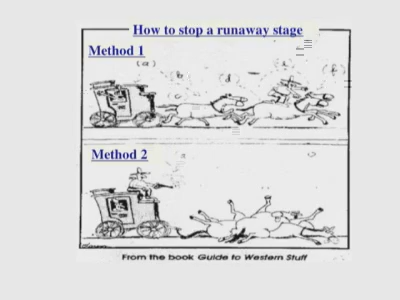 How to stop a runaway stage
Method 1
Method 2
From the book Guide to Western Stuff